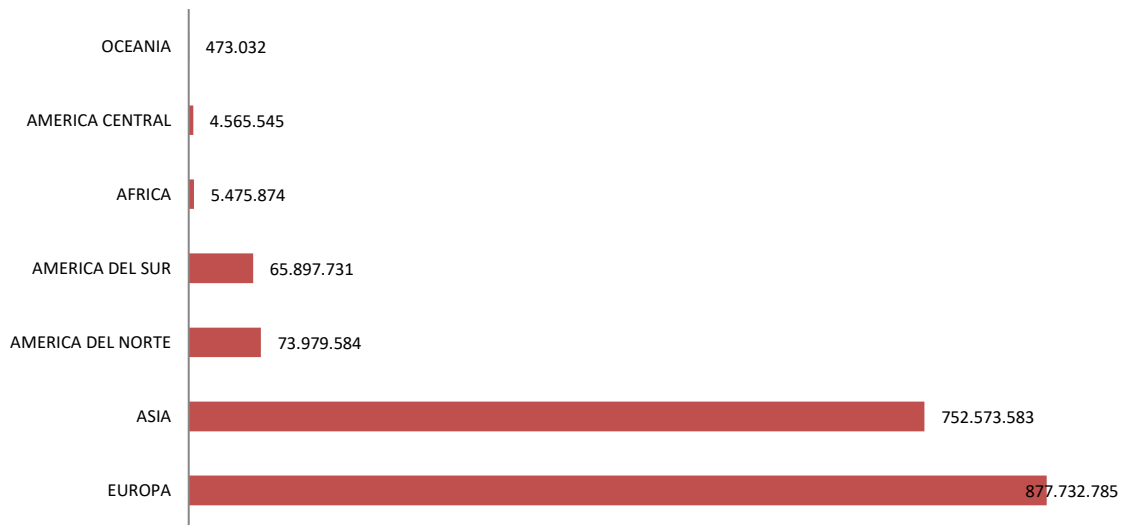 OCEANIA 473.032
AMERICA CENTRAL 4.565.545
AFRICA 5.475.874
AMERICA DEL SUR 65.897.731
AMERICA DEL NORTE 73.979.584
ASIA 752.573.583
EUROPA 877.732.785